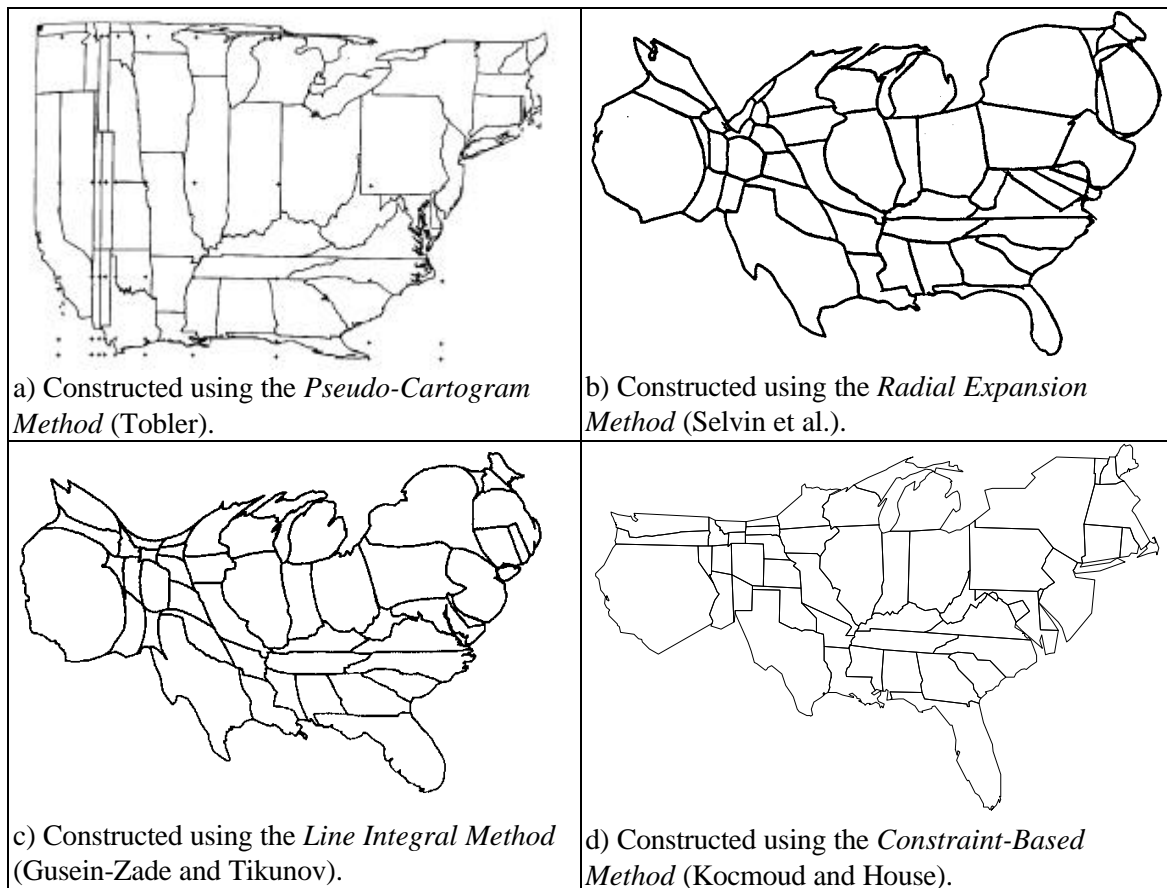 a) Constructed using the Pseudo-Cartogram
Method (Tobler).
b) Constructed using the Radial Expansion
Method (Selvin et al.).
c) Constructed using the Line Integral Method
(Gusein-Zade and Tikunov).
d) Constructed using the Constraint-Based
Method (Kocmoud and House).